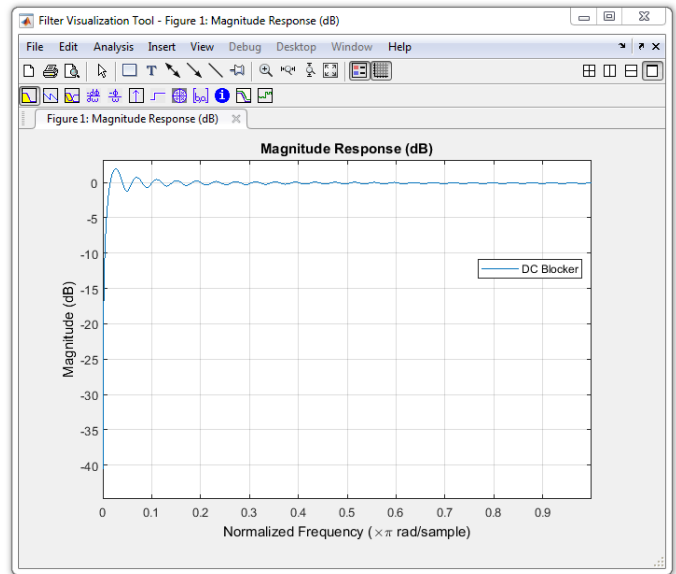 Filter Visualization Tool - Figure 1: Magnitude Response (dB)
File Edit Analysis Insert View Debug Desktop Window Help
Figure 1: Magnitude Response (dB)
Magnitude Response (dB)
0
-5
-10
-15
-20
-25
-30
-35
-40
Magnitude (dB)
DC Blocker
0 0.1 0.2 0.3 0.4 0.5 0.6 0.7 0.8 0.9
Normalized Frequency (×π rad/sample)